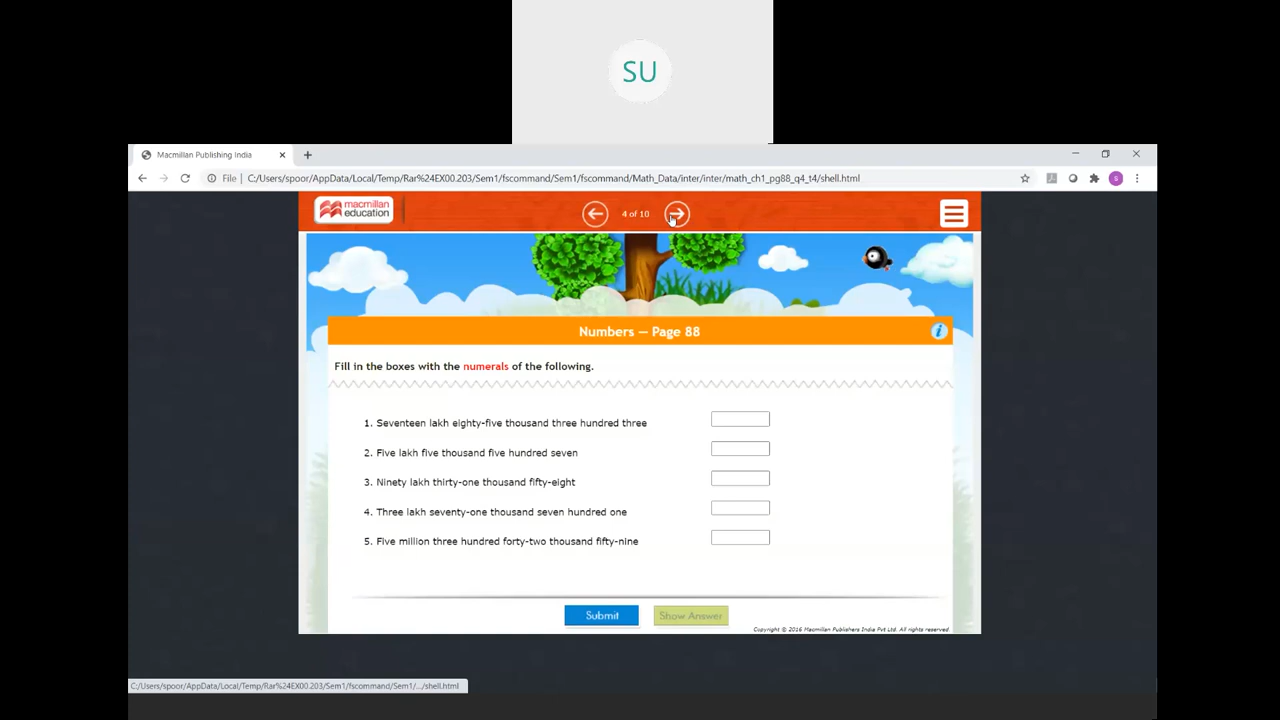 SU
Macmillan Publishing India
File
C:/Users/spoor/AppData/Local/Temp/Rar%24EX00.203/Sem1/fscommand/Sem1/fscommand/Math_Data/inter/inter/math_ch1_pg88_q4_t4/shell.html
s
macmillan
education
4 of 10
Numbers – Page 88
i
Fill in the boxes with the numerals of the following.
1. Seventeen lakh eighty-five thousand three hundred three
2. Five lakh five thousand five hundred seven
3. Ninety lakh thirty-one thousand fifty-eight
4. Three lakh seventy-one thousand seven hundred one
5. Five million three hundred forty-two thousand fifty-nine
Submit
Show Answer
Copyright © 2016 Macmillan Publishers India Pvt Ltd. All rights reserved
C:/Users/spoor/AppData/Local/Temp/Rar%24EX00.203/Sem1/fscommand/Sem1/.../shell.html